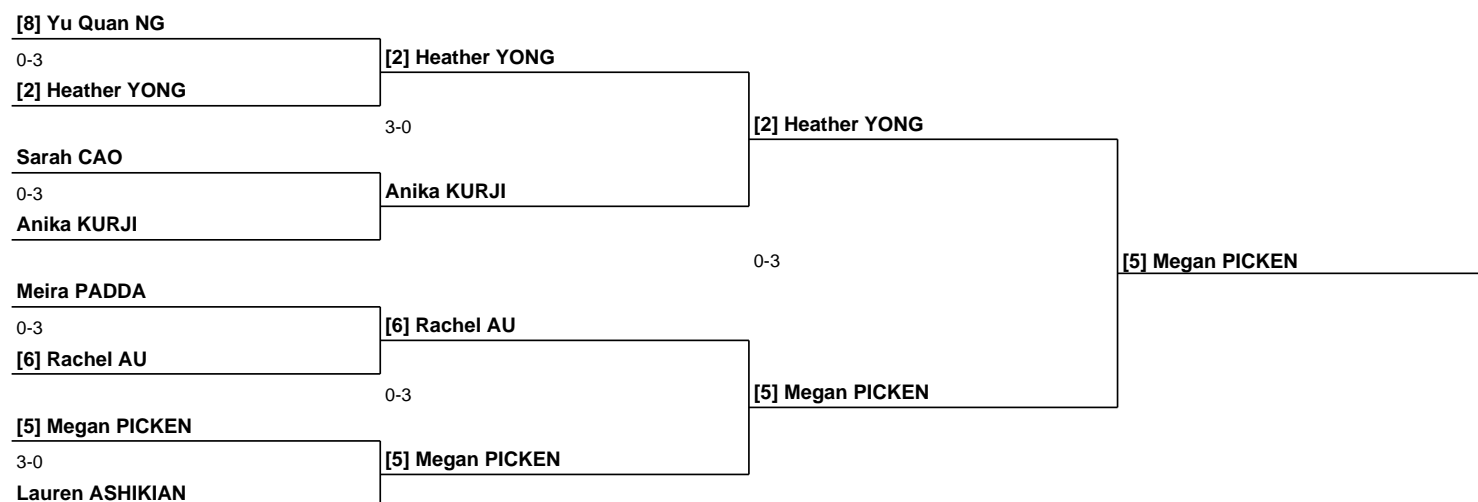 [8] Yu Quan NG
0-3
[2] Heather YONG
[2] Heather YONG
3-0
[2] Heather YONG
Sarah CAO
0-3
Anika KURJI
Anika KURJI
0-3
[5] Megan PICKEN
Meira PADDA
0-3
[6] Rachel AU
[6] Rachel AU
0-3
[5] Megan PICKEN
[5] Megan PICKEN
3-0
[5] Megan PICKEN
Lauren ASHIKIAN